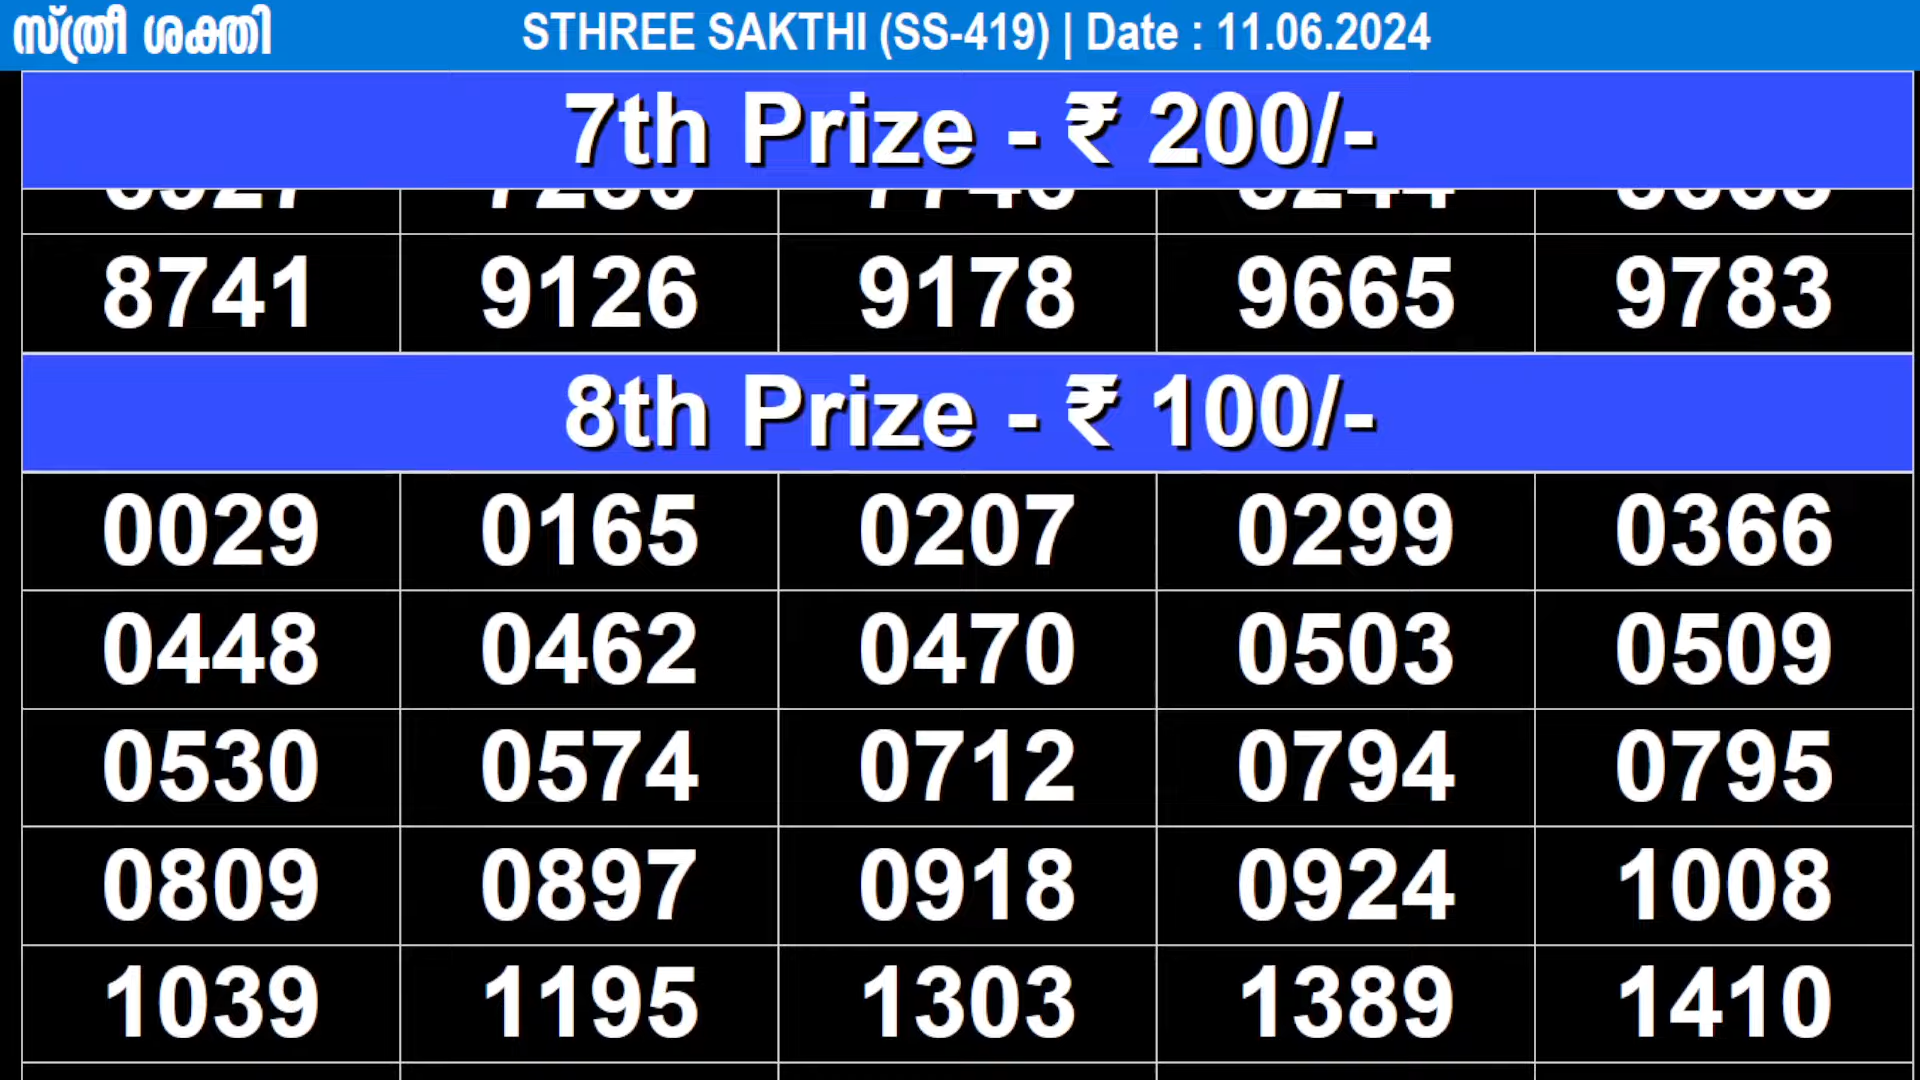 സ്ത്രീ ശക്തി STHREE SAKTHI (SS-419) | Date : 11.06.2024
7th Prize - ₹ 200/-
8741 9126 9178 9665 9783
8th Prize - ₹ 100/-
0029 0165 0207 0299 0366
0448 0462 0470 0503 0509
0530 0574 0712 0794 0795
0809 0897 0918 0924 1008
1039 1195 1303 1389 1410